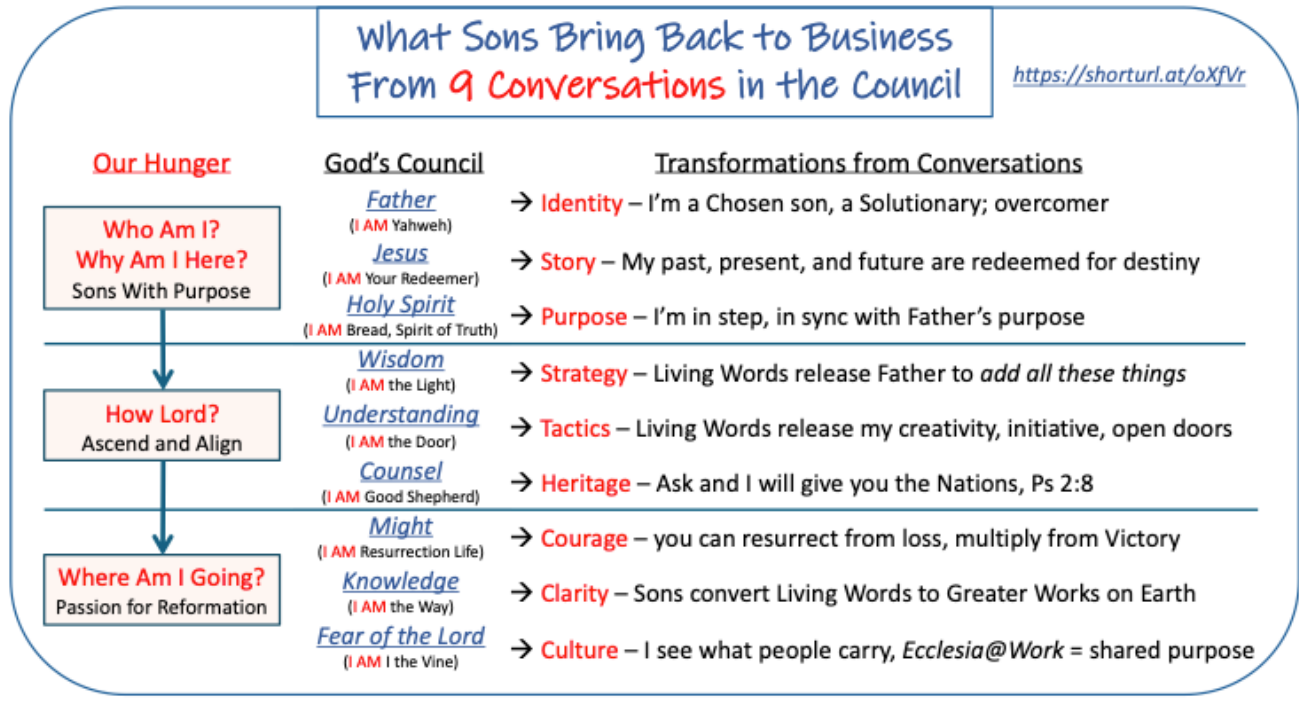 What Sons Bring Back to Business
From 9 Conversations in the Council
https://shorturl.at/oXfVr
Our Hunger
God's Council
Transformations from Conversations
Who Am I?
Why Am I Here?
Sons With Purpose
Father
(I AM Yahweh)
→ Identity – I'm a Chosen son, a Solutionary; overcomer
Jesus
(I AM Your Redeemer)
→ Story – My past, present, and future are redeemed for destiny
Holy Spirit
(I AM Bread, Spirit of Truth)
→ Purpose – I'm in step, in sync with Father's purpose
How Lord?
Ascend and Align
Wisdom
(I AM the Light)
→ Strategy – Living Words release Father to add all these things
Understanding
(I AM the Door)
→ Tactics – Living Words release my creativity, initiative, open doors
Counsel
(I AM Good Shepherd)
→ Heritage – Ask and I will give you the Nations, Ps 2:8
Where Am I Going?
Passion for Reformation
Might
(I AM Resurrection Life)
→ Courage – you can resurrect from loss, multiply from Victory
Knowledge
(I AM the Way)
→ Clarity – Sons convert Living Words to Greater Works on Earth
Fear of the Lord
(I AM I the Vine)
→ Culture – I see what people carry, Ecclesia@Work = shared purpose